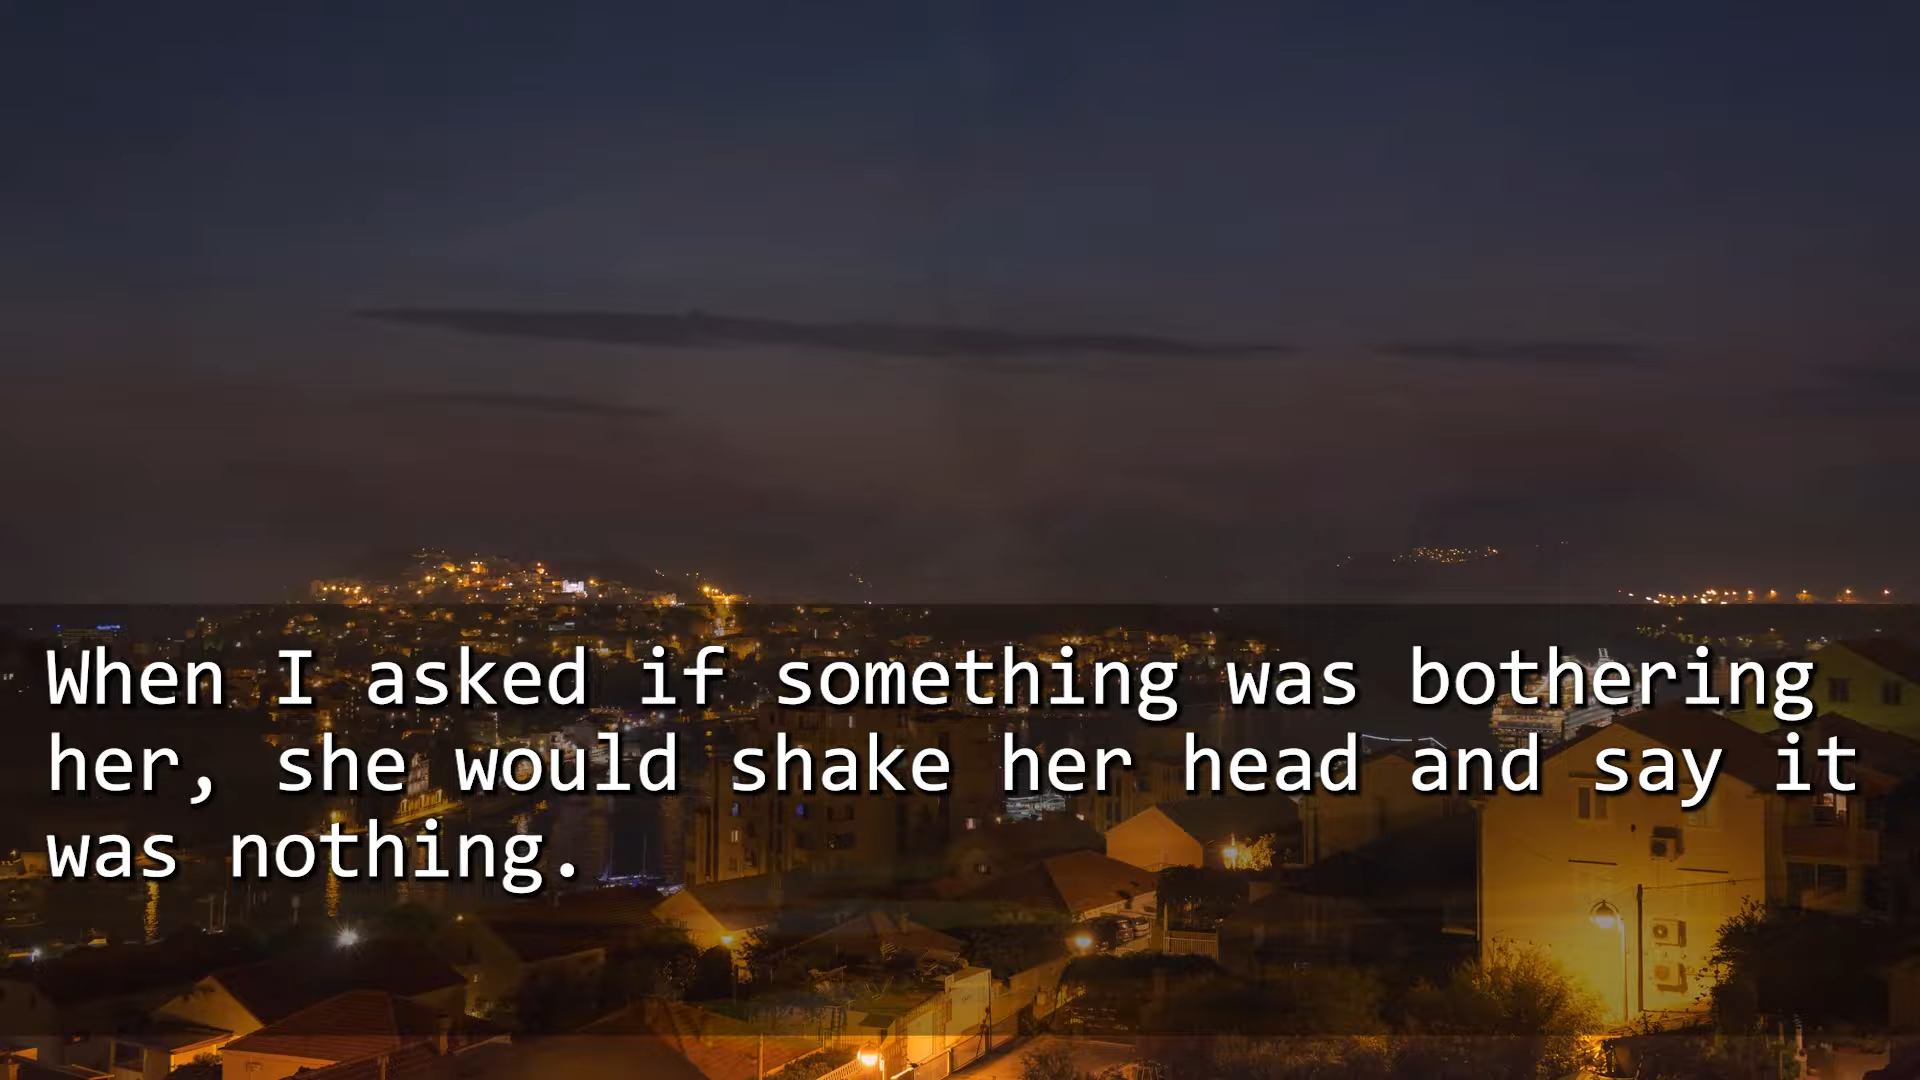 When I asked if something was bothering
her, she would shake her head and say it
was nothing.